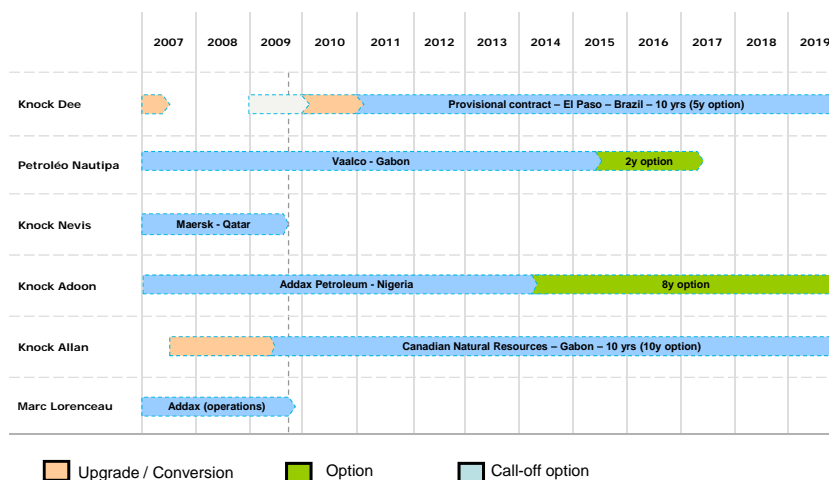 2007 2008 2009 2010 2011 2012 2013 2014 2015 2016 2017 2018 2019
Knock Dee
Provisional contract – El Paso – Brazil – 10 yrs (5y option)
Petroléo Nautipa
Vaalco - Gabon
2y option
Knock Nevis
Maersk - Qatar
Knock Adoon
Addax Petroleum - Nigeria
8y option
Knock Allan
Canadian Natural Resources – Gabon – 10 yrs (10y option)
Marc Lorenceau
Addax (operations)
Upgrade / Conversion
Option
Call-off option